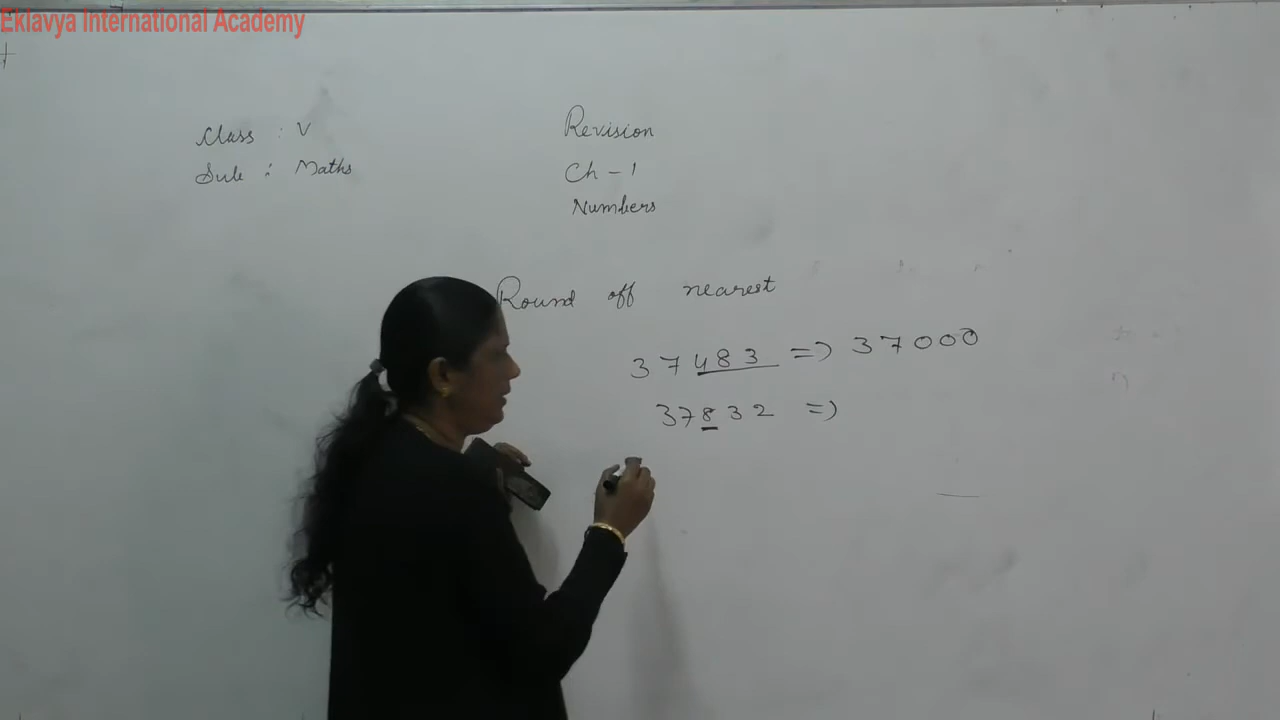 Eklavya International Academy
Class : V
Sub : Maths
Revision
Ch - 1
Numbers
Round off nearest
37483 => 37000
37832 =>